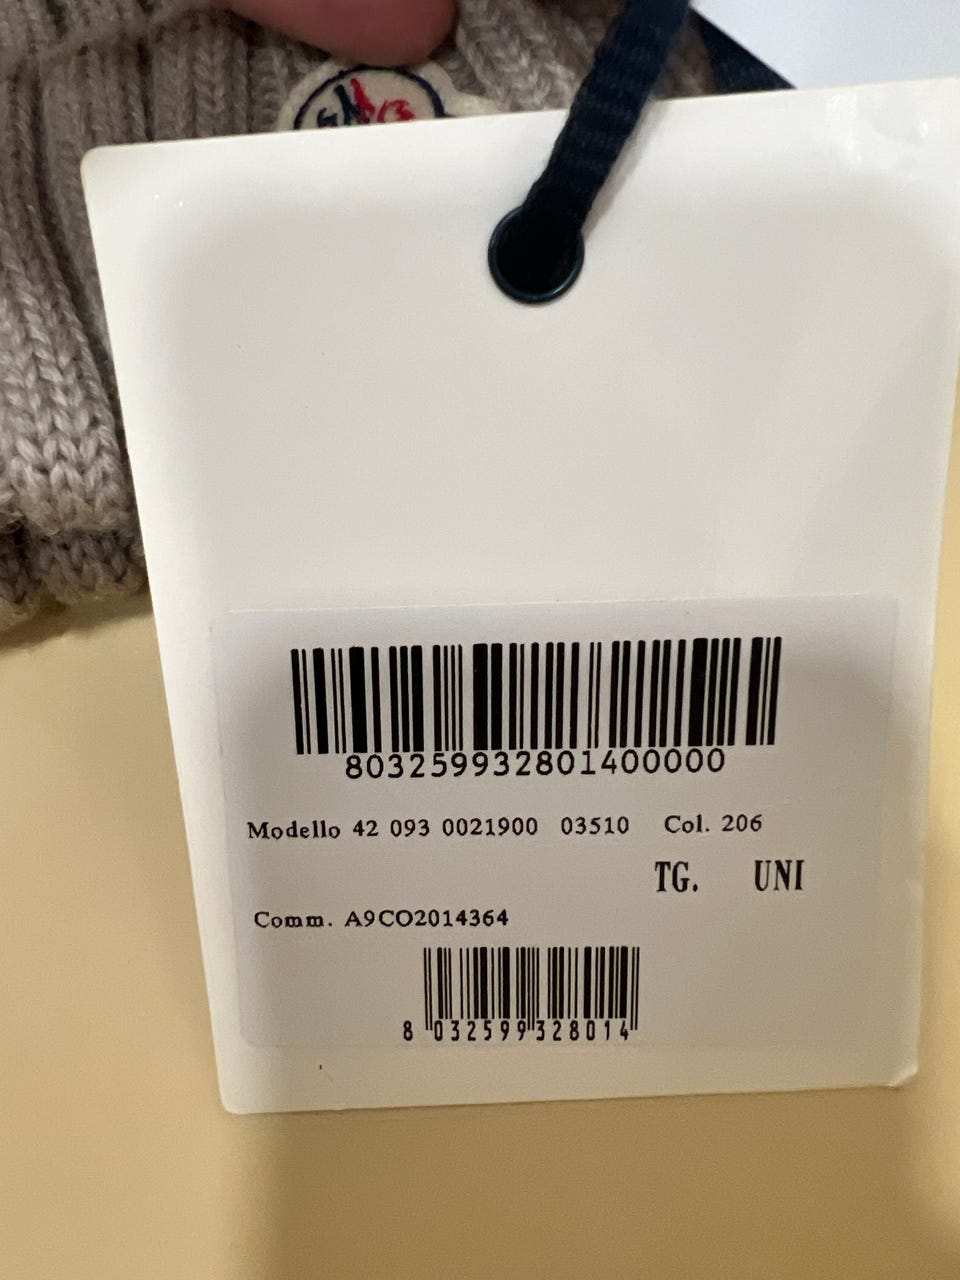 803259932801400000
Modello 42 093 0021900 03510 Col. 206
TG. UNI
Comm. A9CO2014364
8 032599 328014